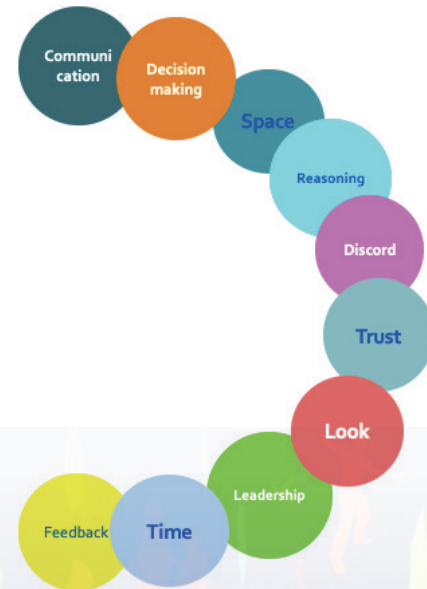 Communi
cation
Decision
making
Space
Reasoning
Discord
Trust
Look
Leadership
Time
Feedback